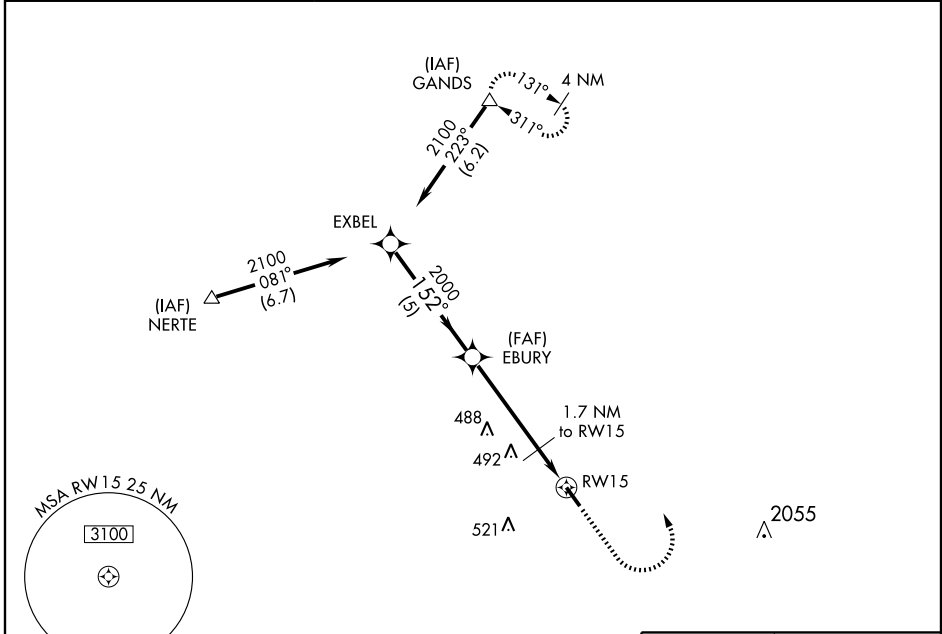 (IAF)
GANDS
131°
4 NM
311°
2100
223°
(6.2)
EXBEL
2100
081°
(6.7)
(IAF)
NERTE
2000
152°
(5)
(FAF)
EBURY
488
1.7 NM
to RW15
492
RW15
521
2055
MSA RW15 25 NM
3100